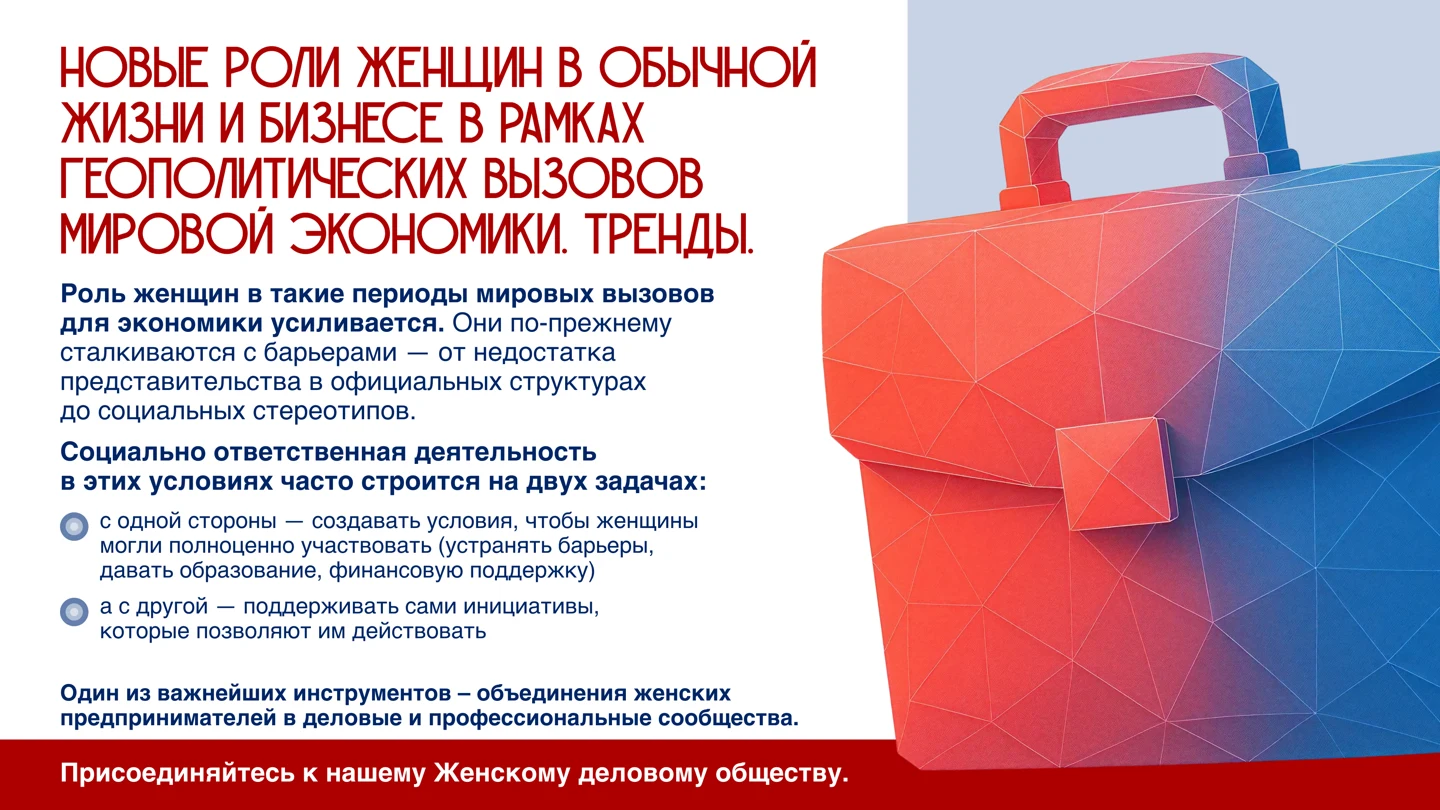 НОВЫЕ РОЛИ ЖЕНЩИН В ОБЫЧНОЙ
ЖИЗНИ И БИЗНЕСЕ В РАМКАХ
ГЕОПОЛИТИЧЕСКИХ ВЫЗОВОВ
МИРОВОЙ ЭКОНОМИКИ. ТРЕНДЫ.
Роль женщин в такие периоды мировых вызовов
для экономики усиливается. Они по-прежнему
сталкиваются с барьерами — от недостатка
представительства в официальных структурах
до социальных стереотипов.
Социально ответственная деятельность
в этих условиях часто строится на двух задачах:
с одной стороны — создавать условия, чтобы женщины
могли полноценно участвовать (устранять барьеры,
давать образование, финансовую поддержку)
а с другой — поддерживать сами инициативы,
которые позволяют им действовать
Один из важнейших инструментов – объединения женских
предпринимателей в деловые и профессиональные сообщества.
Присоединяйтесь к нашему Женскому деловому обществу.